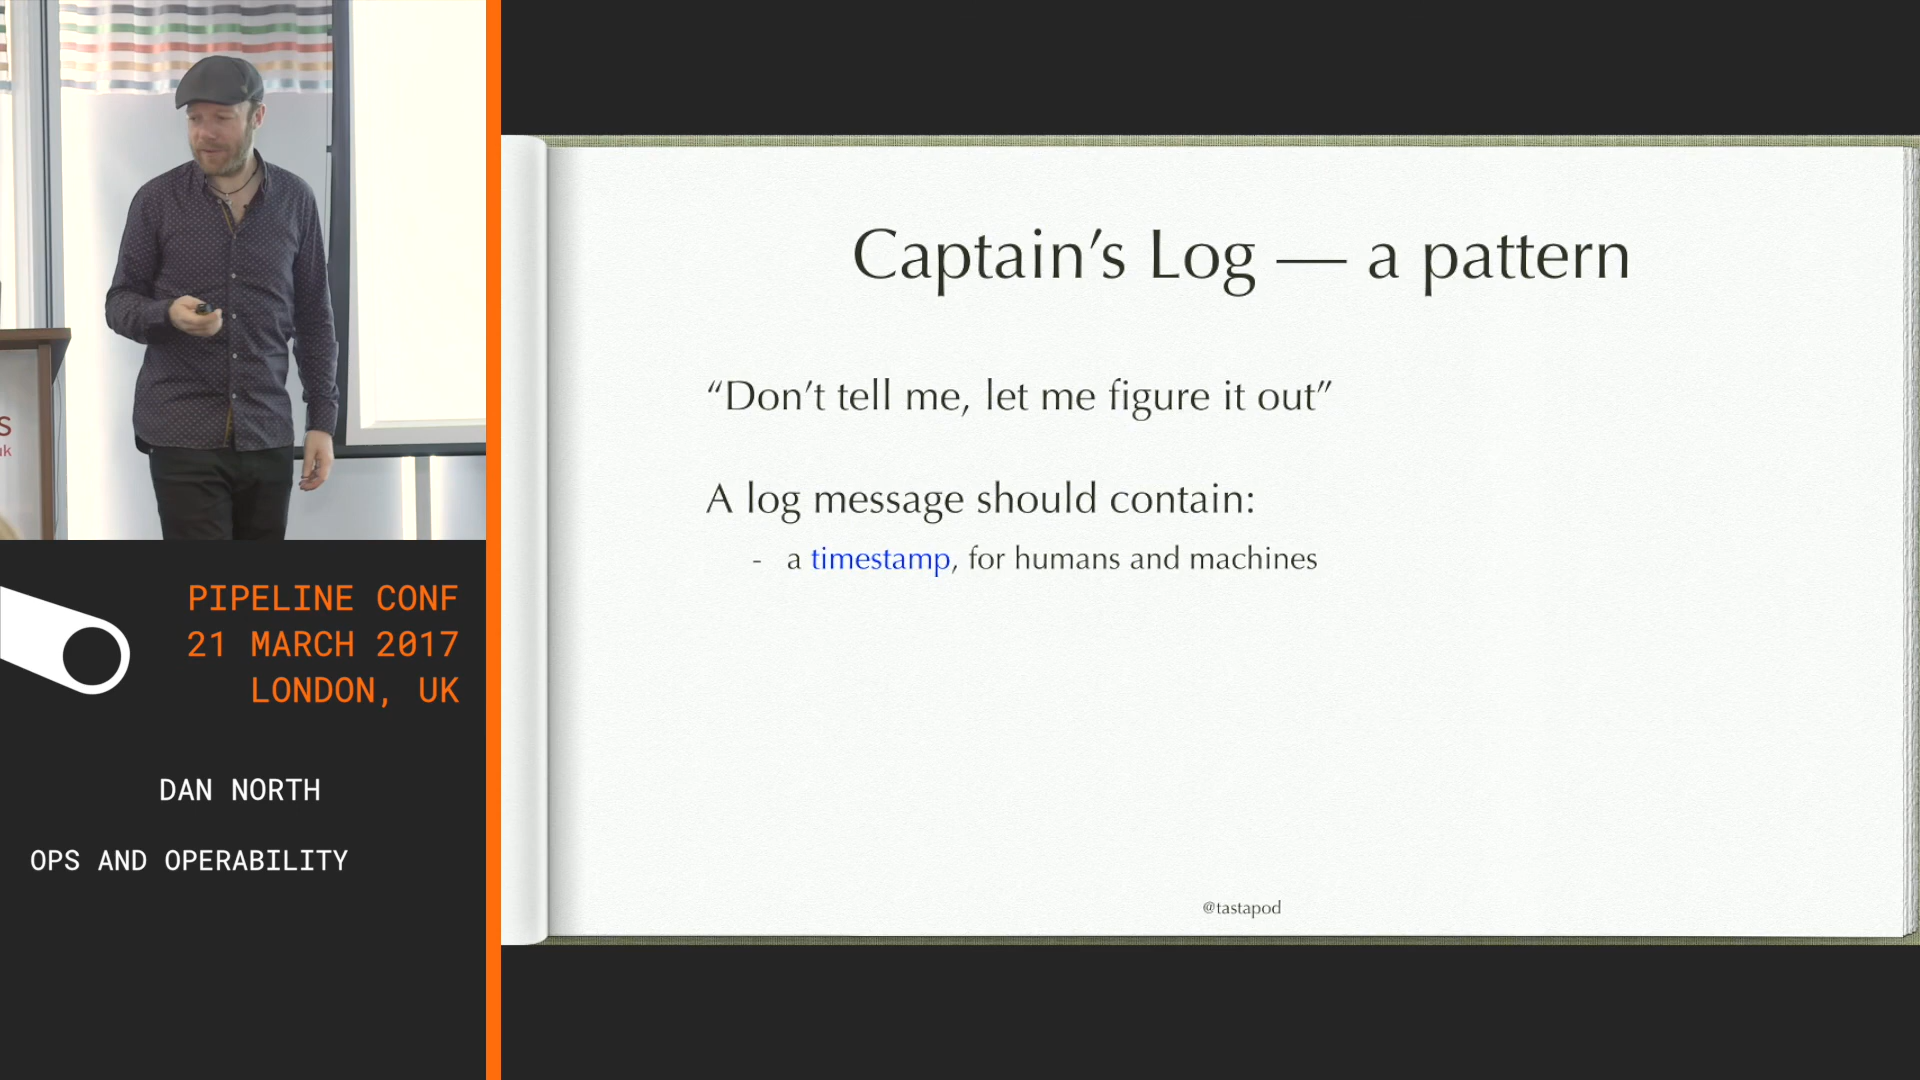 S
uk
PIPELINE CONF
21 MARCH 2017
LONDON, UK
DAN NORTH
OPS AND OPERABILITY
Captain’s Log — a pattern
“Don’t tell me, let me figure it out”
A log message should contain:
- a timestamp, for humans and machines
@tastapod